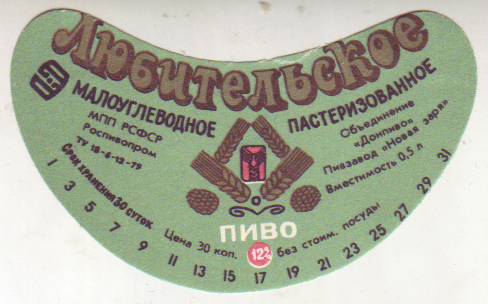 Любительское
МАЛОУГЛЕВОДНОЕ ПАСТЕРИЗОВАННОЕ
МПП РСФСР
Роспивопром
ТУ 18-6-12-79
Срок хранения 30 суток
Объединение
«Донпиво»
Пивзавод «Новая заря»
Вместимость 0,5 л
ПИВО
Цена 30 коп. 12% без стоим. посуды
1 3 5 7 9 11 13 15 17 19 21 23 25 27 29 31